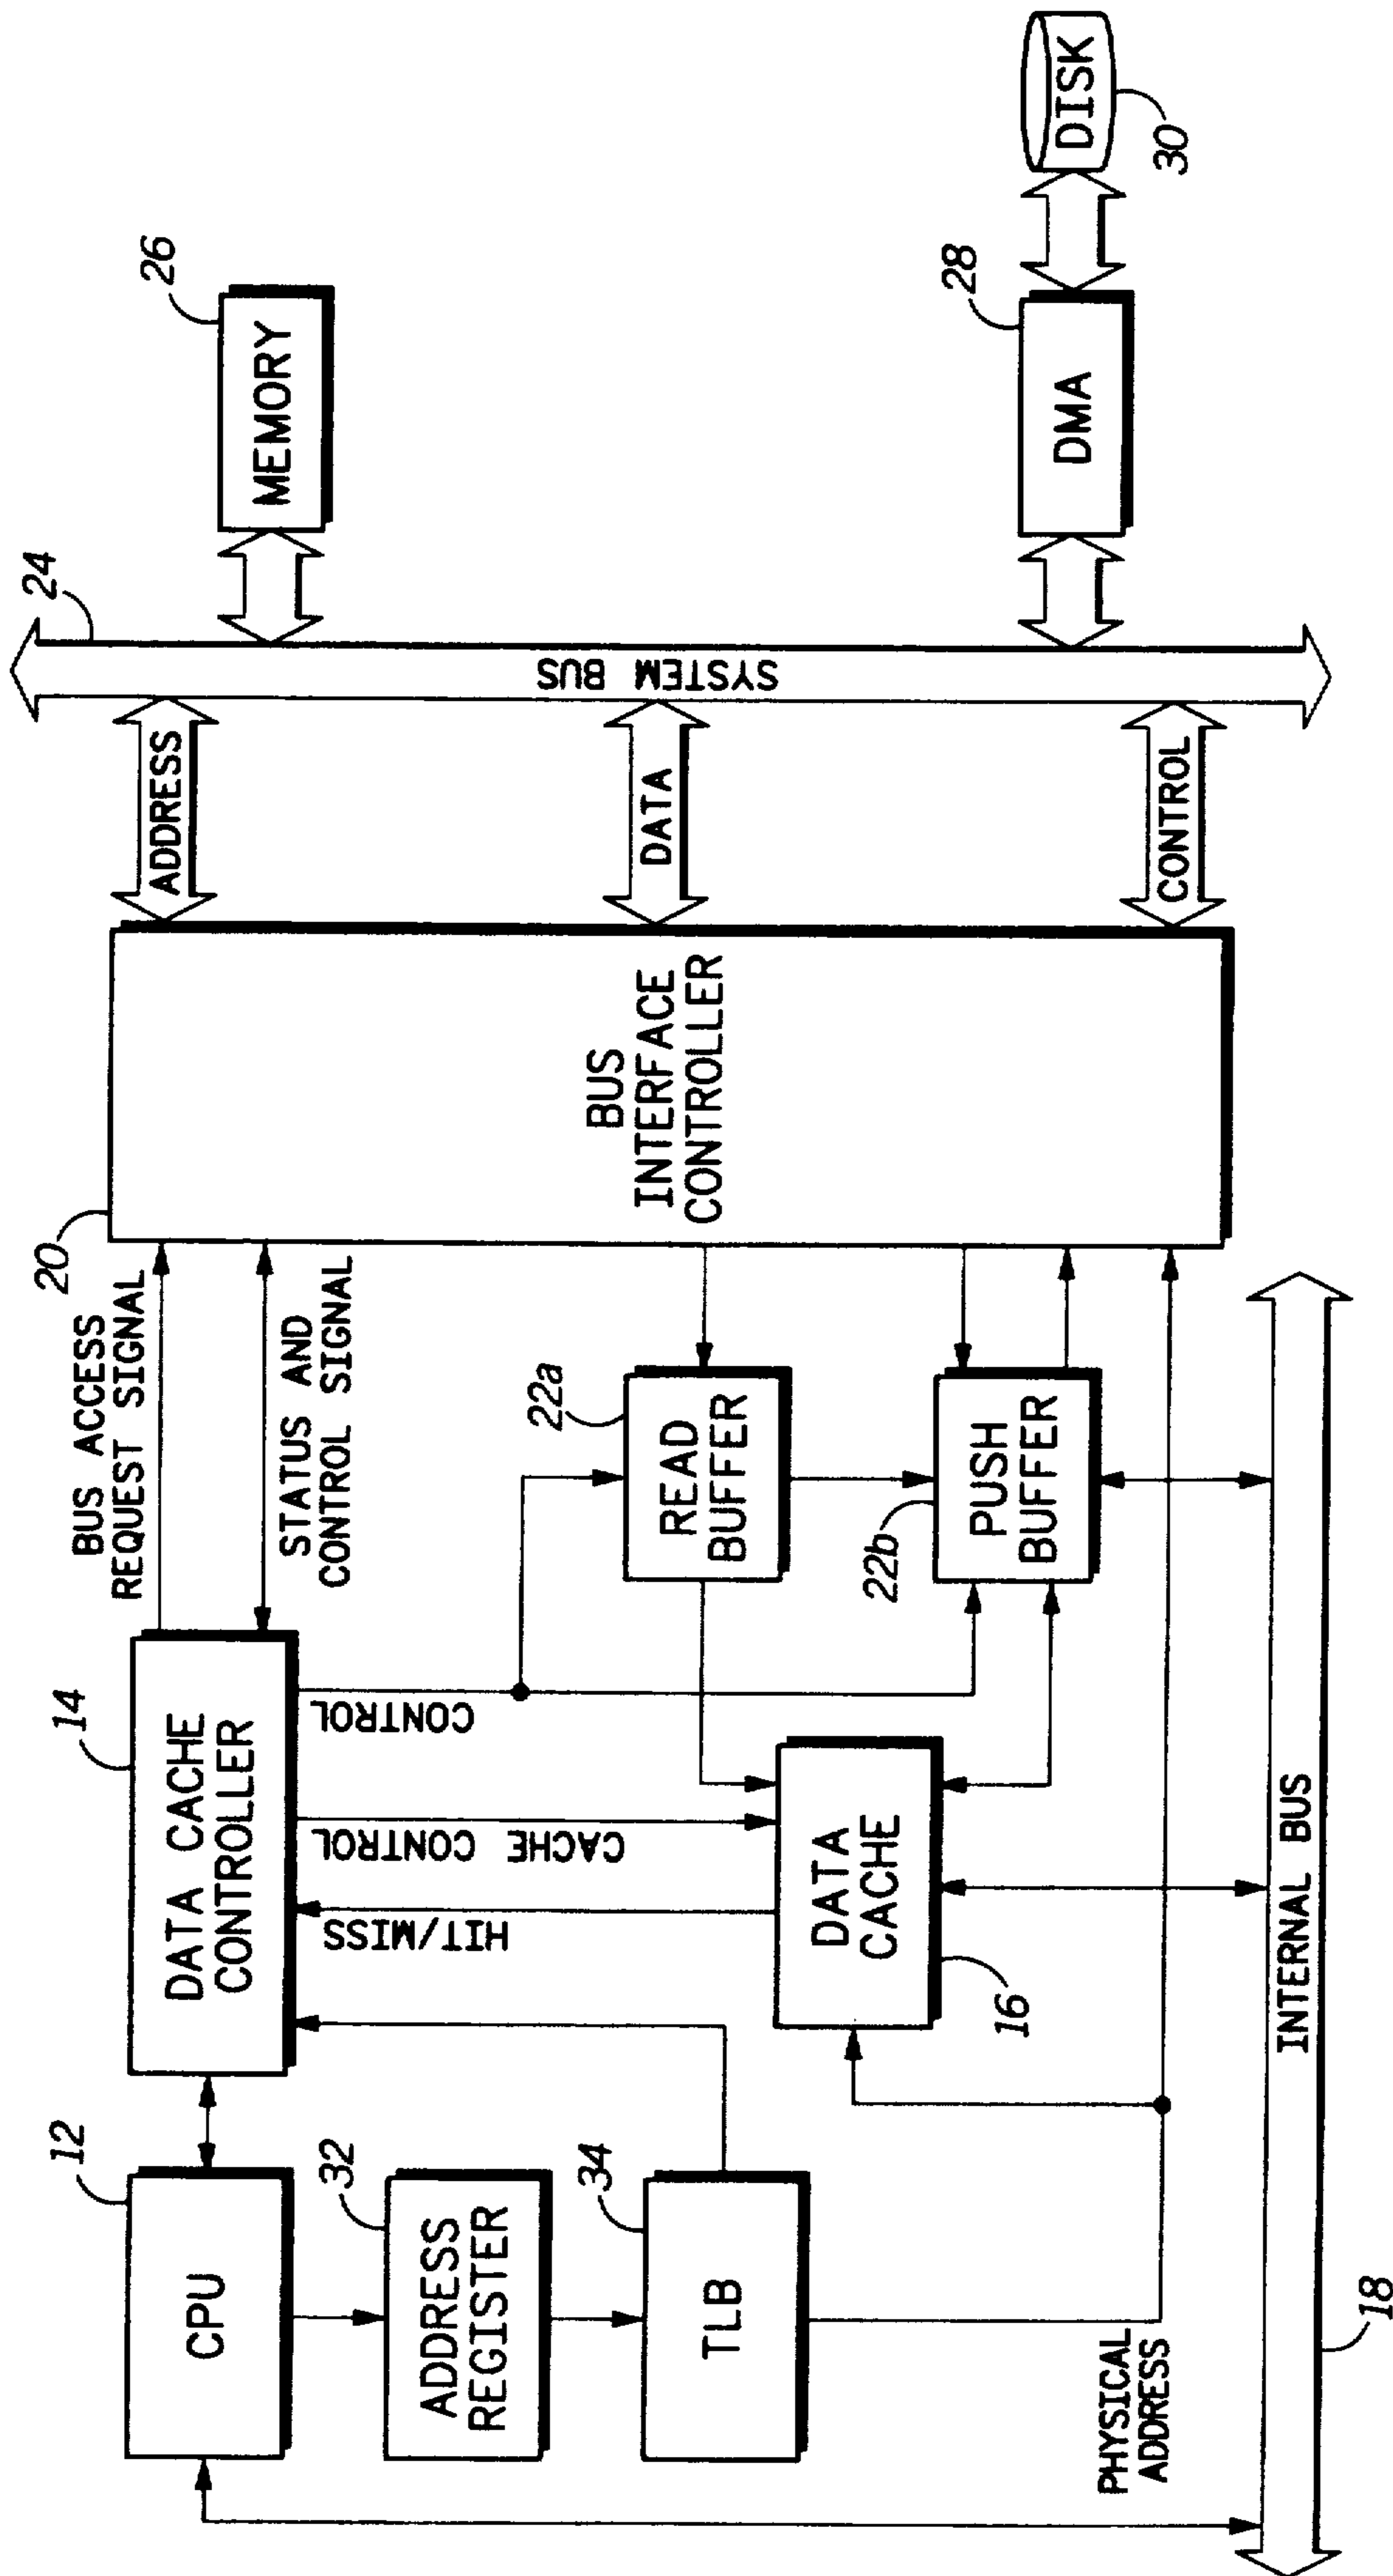 12
CPU
32
ADDRESS
REGISTER
34
TLB
PHYSICAL
ADDRESS
14
DATA CACHE
CONTROLLER
HIT/MISS
CACHE CONTROL
CONTROL
DATA
CACHE
16
INTERNAL BUS
18
BUS ACCESS
REQUEST SIGNAL
STATUS AND
CONTROL SIGNAL
22a
READ
BUFFER
22b
PUSH
BUFFER
20
BUS
INTERFACE
CONTROLLER
ADDRESS
DATA
CONTROL
24
SYSTEM BUS
26
MEMORY
28
DMA
DISK
30